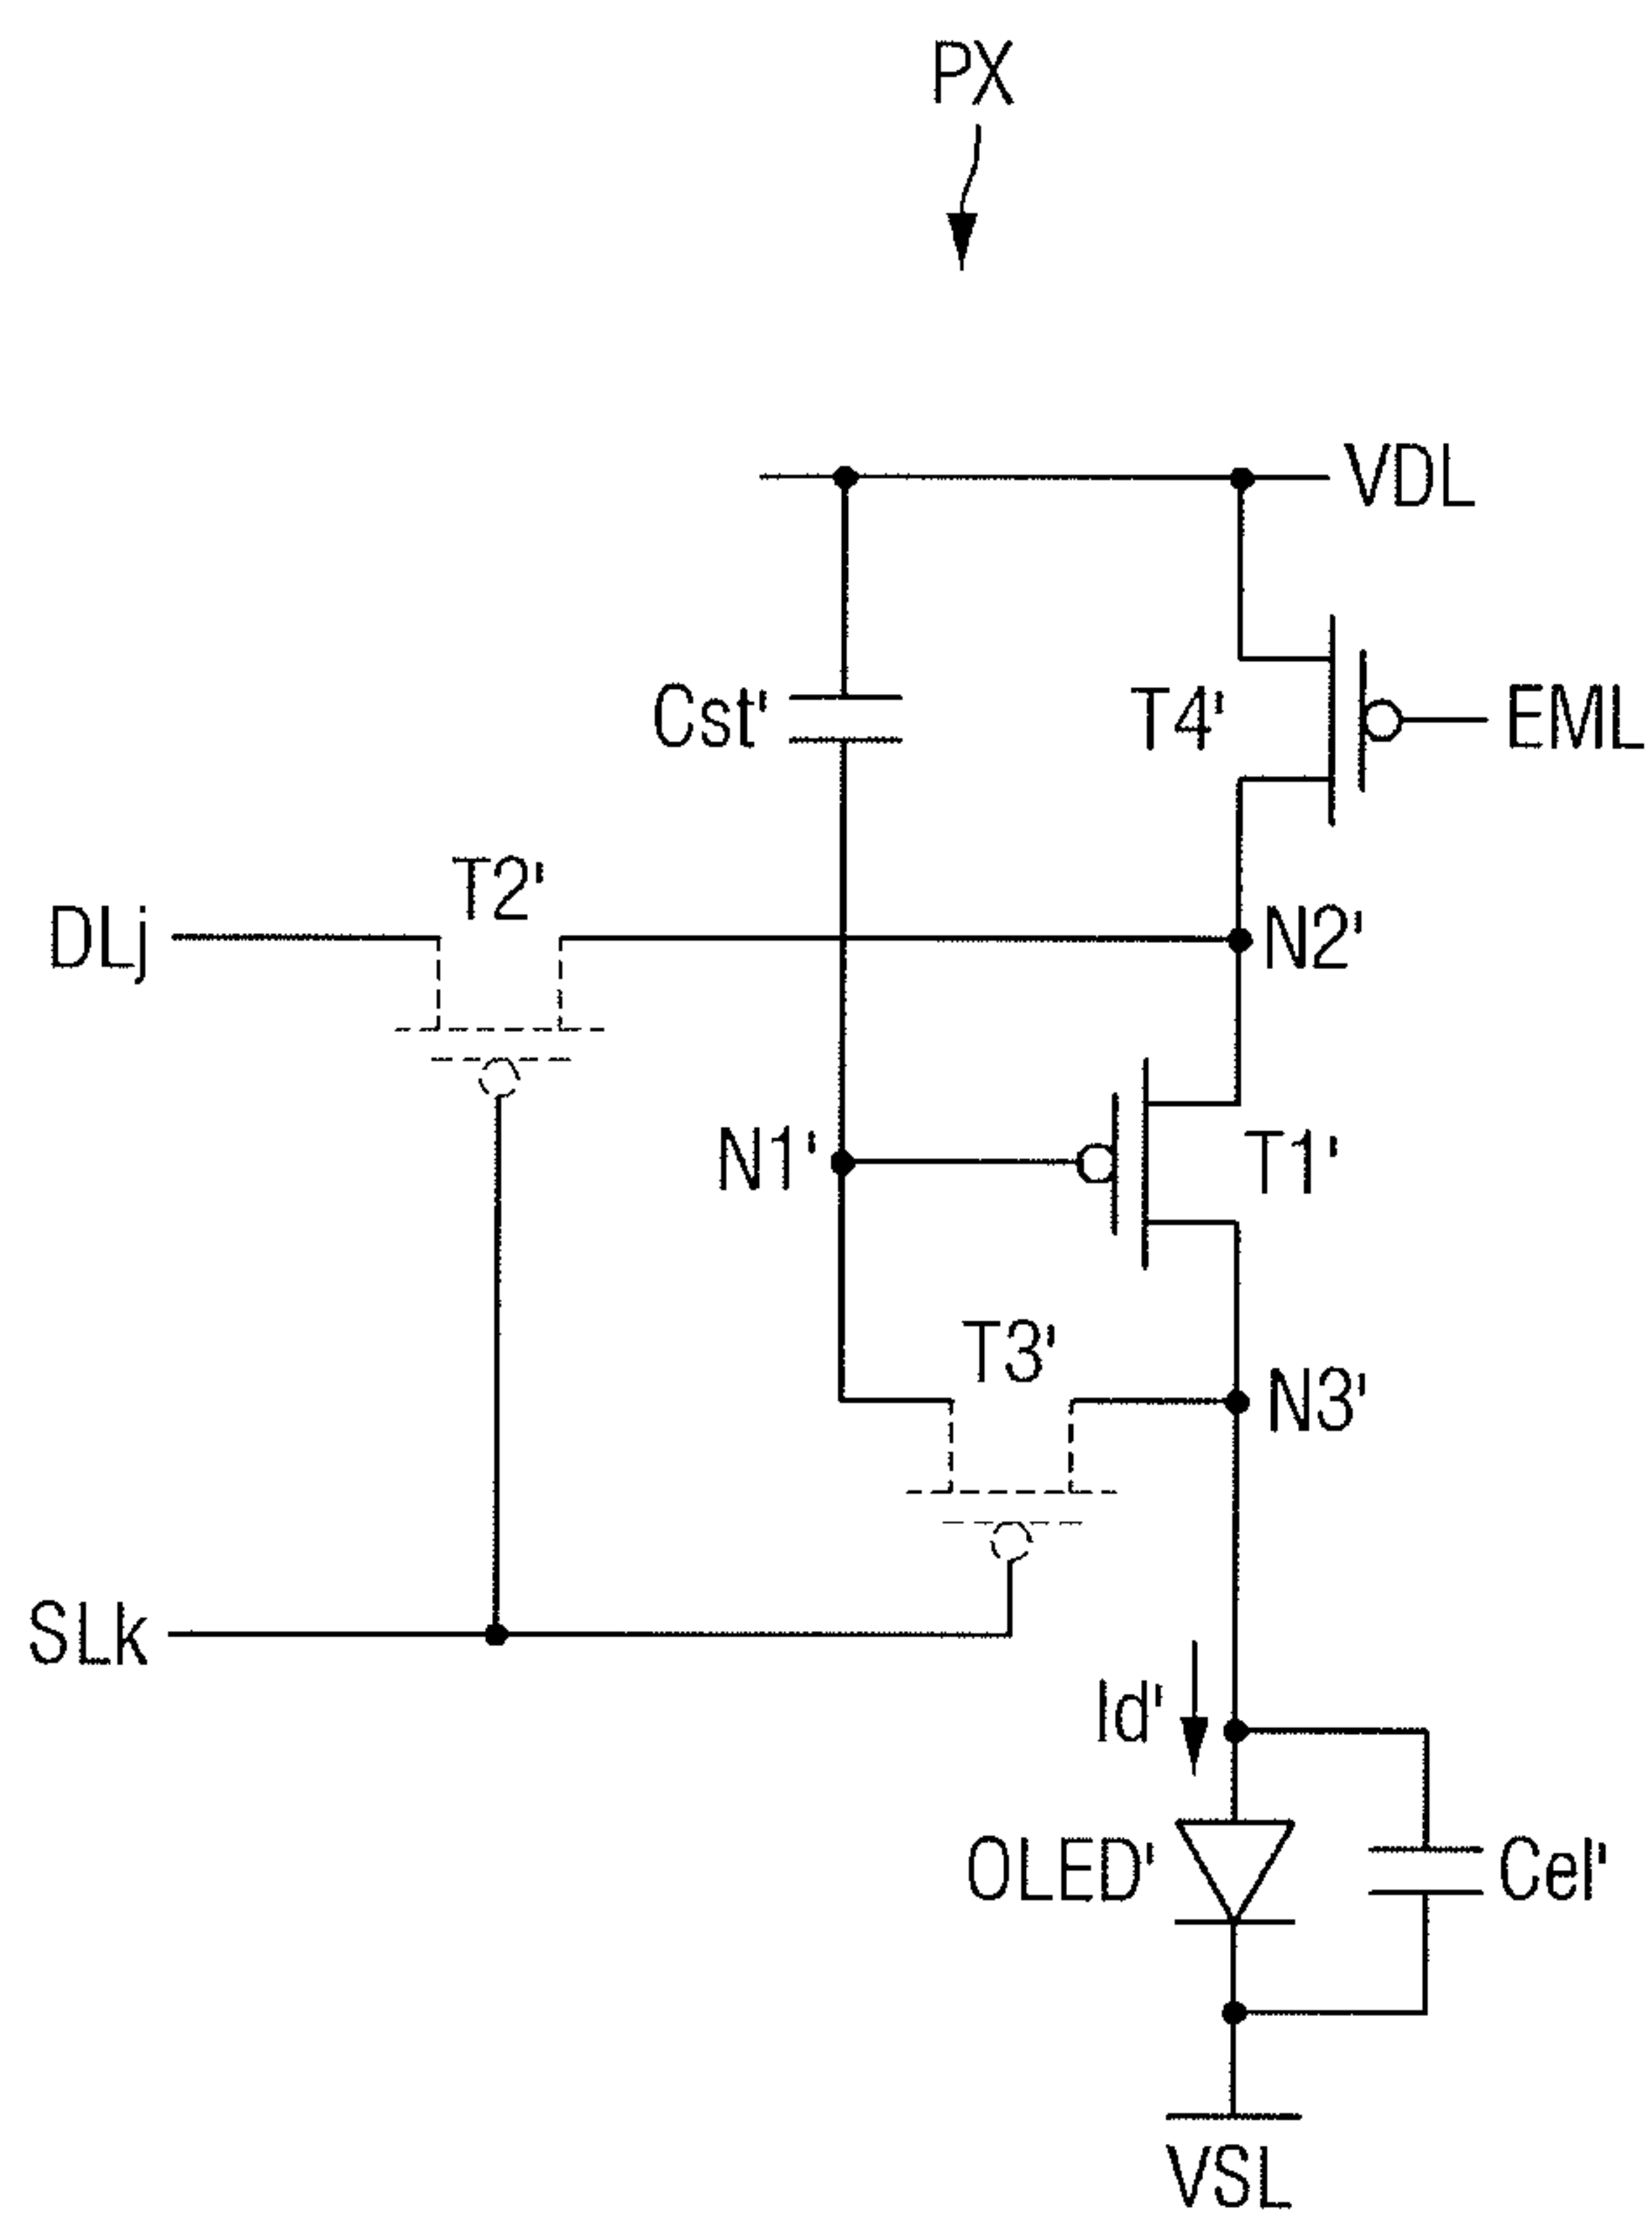 PX
VDL
Cst'
T4'
EML
T2'
DLj
N2'
N1'
T1'
T3'
N3'
SLk
Id'
OLED'
Cel'
VSL